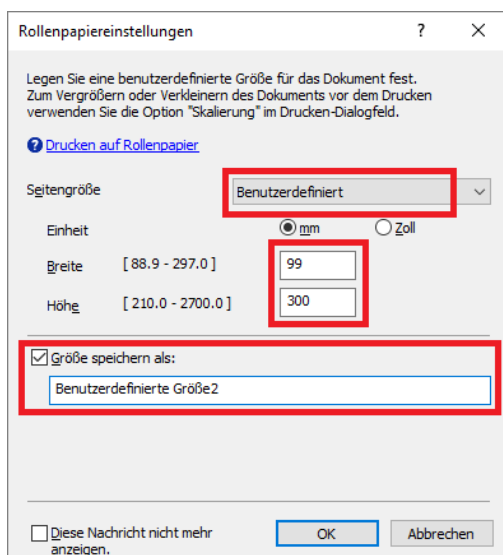 Rollenpapiereinstellungen ?
Legen Sie eine benutzerdefinierte Größe für das Dokument fest.
Zum Vergrößern oder Verkleinern des Dokuments vor dem Drucken
verwenden Sie die Option "Skalierung" im Drucken-Dialogfeld.
? Drucken auf Rollenpapier
Seitengröße Benutzerdefiniert
Einheit mm Zoll
Breite [ 88.9 - 297.0 ] 99
Höhe [ 210.0 - 2700.0 ] 300
Größe speichern als:
Benutzerdefinierte Größe2
Diese Nachricht nicht mehr
anzeigen.
OK Abbrechen